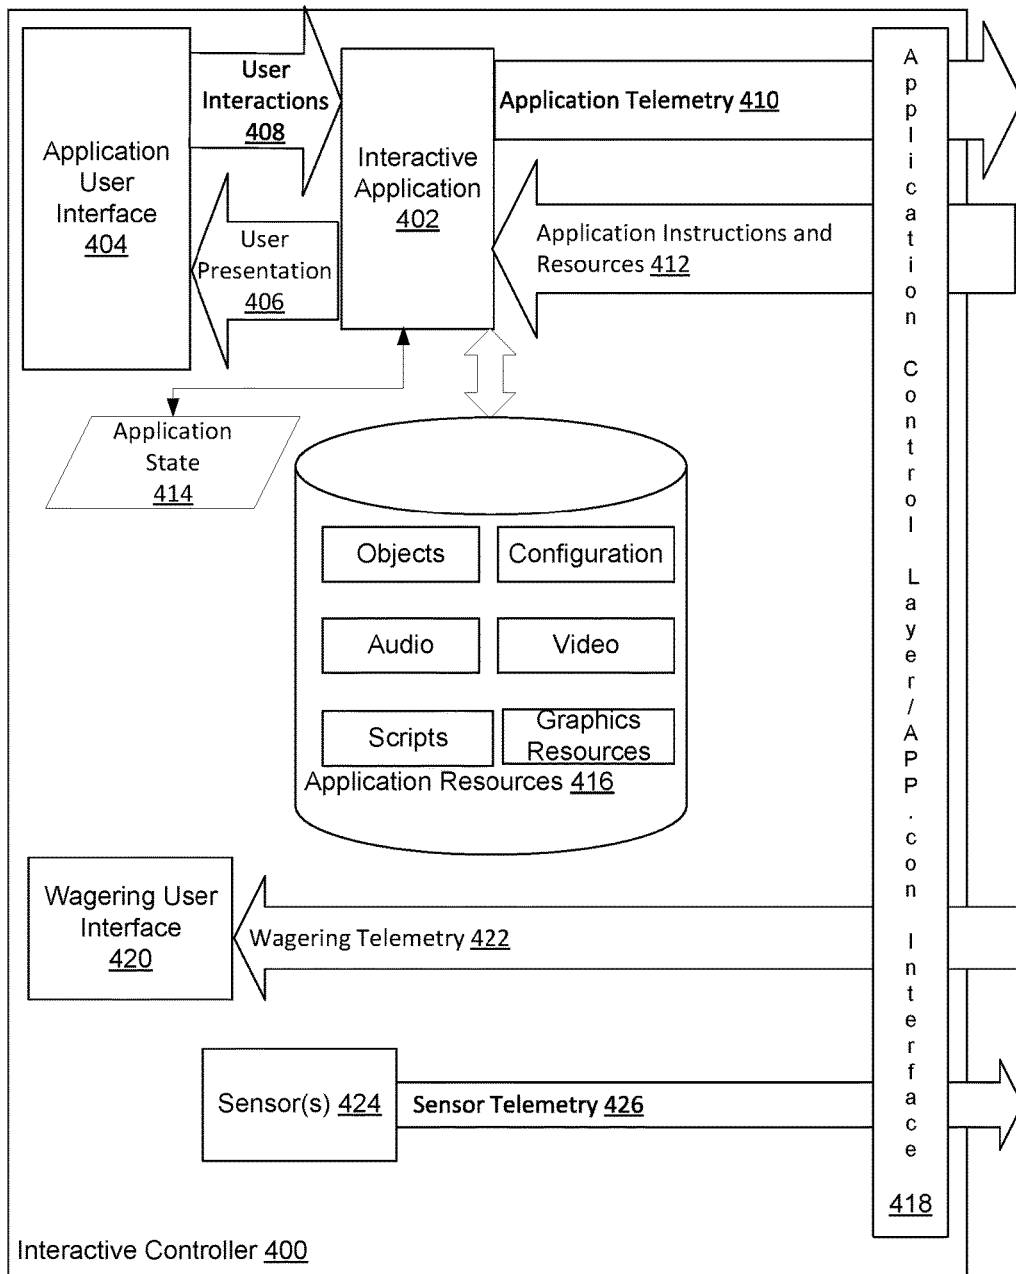 Application
User
Interface
404
User
Interactions
408
User
Presentation
406
Interactive
Application
402
Application Telemetry 410
Application Instructions and
Resources 412
Application
State
414
Objects
Configuration
Audio
Video
Scripts
Graphics
Resources
Application Resources 416
Wagering User
Interface
420
Wagering Telemetry 422
Sensor(s) 424
Sensor Telemetry 426
Application Control Layer/APP.con Interface
418
Interactive Controller 400